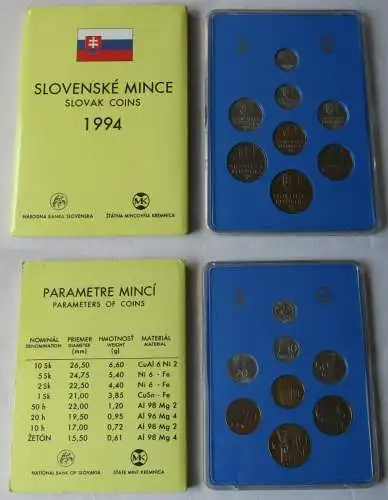 SLOVENSKÉ MINCE
SLOVAK COINS
1994
NÁRODNÁ BANKA SLOVENSKA
ŠTÁTNA MINCOVŇA KREMNICA
MK
PARAMETRE MINCÍ
PARAMETERS OF COINS
NOMINÁL PRIEMER HMOTNOSŤ MATERIÁL
DENOMINATION DIAMETER WEIGHT MATERIAL
(mm) (g)
10 Sk 26,50 6,60 CuAl 6 Ni 2
5 Sk 24,75 5,40 Ni 6 - Fe
2 Sk 22,50 4,40 Ni 6 - Fe
1 Sk 21,00 3,85 CuSn - Fe
50 h 22,00 1,20 Al 98 Mg 2
20 h 19,50 0,95 Al 96 Mg 4
10 h 17,00 0,72 Al 98 Mg 2
ŽETÓN 15,50 0,61 Al 98 Mg 4
NATIONAL BANK OF SLOVAKIA
STATE MINT KREMNICA
MK